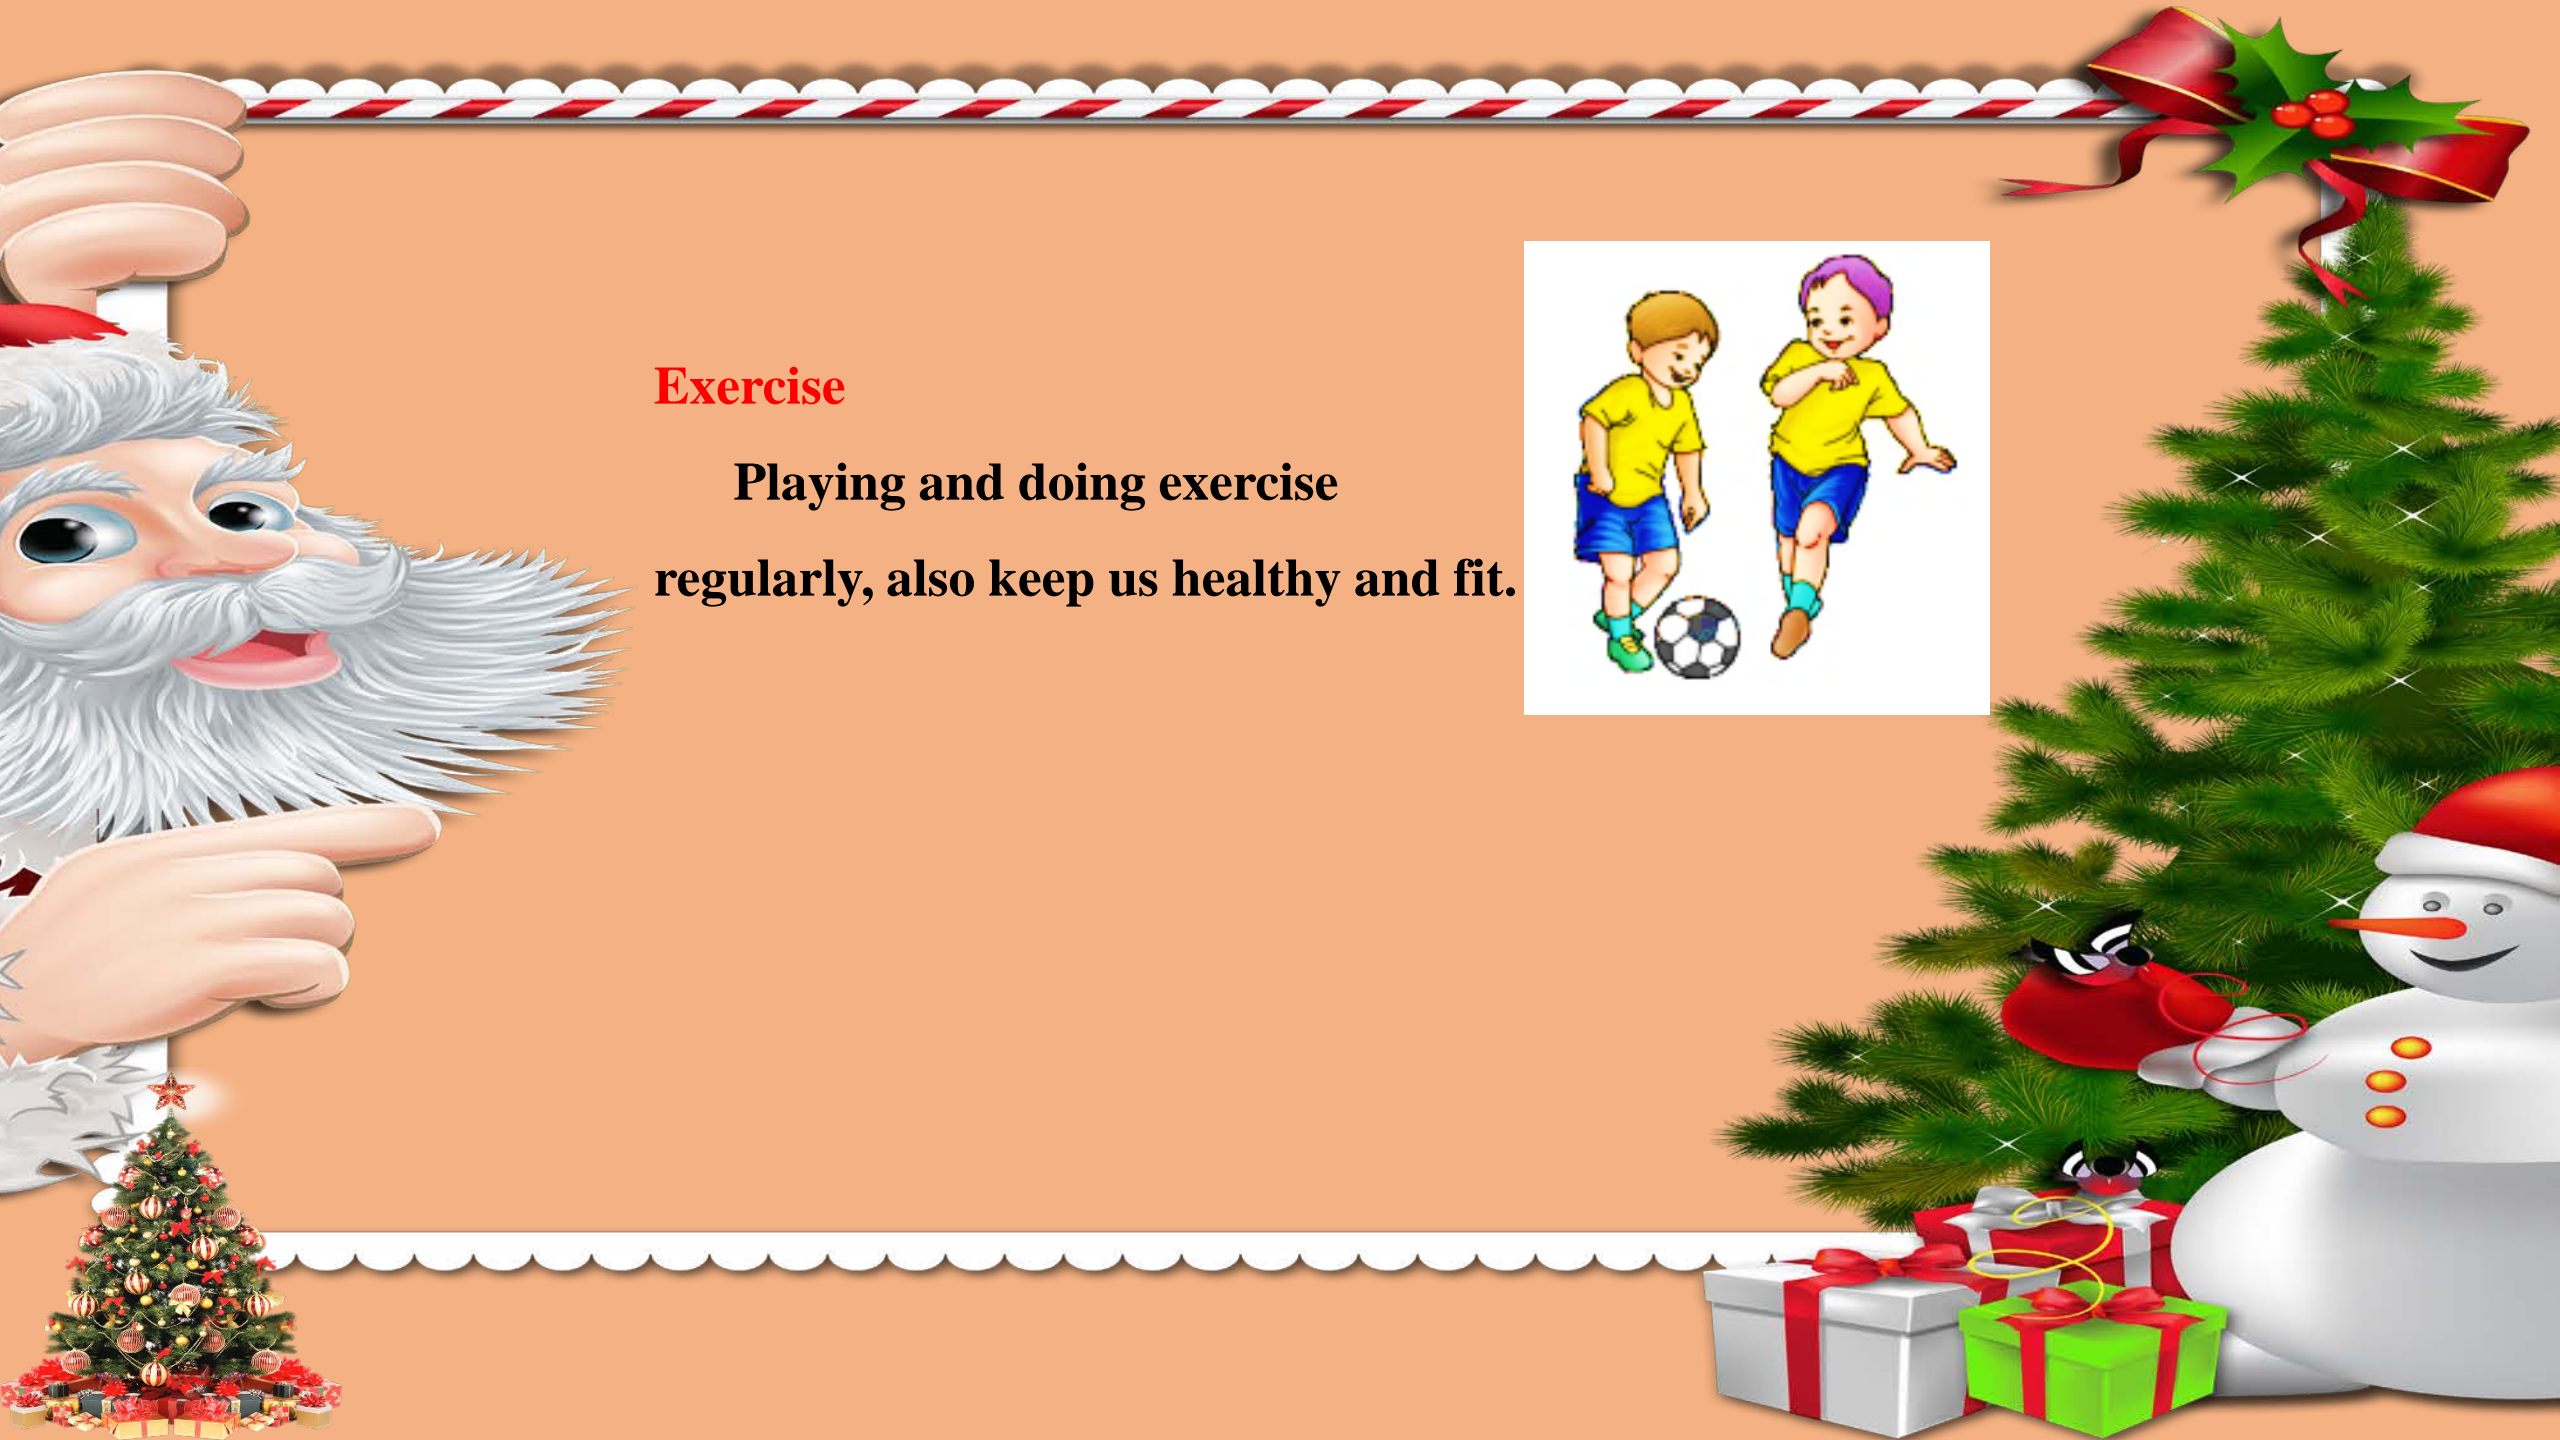 Exercise
Playing and doing exercise
regularly, also keep us healthy and fit.